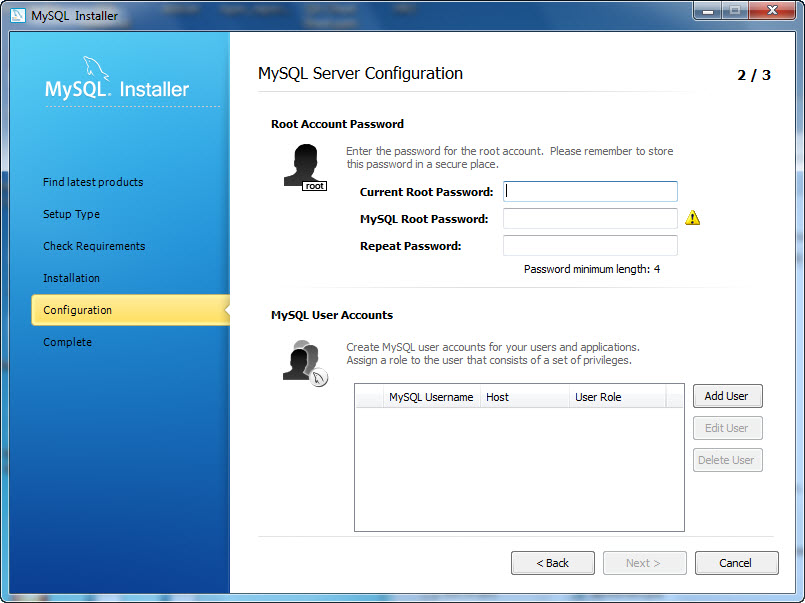 MySQL Installer
MySQL Installer
Find latest products
Setup Type
Check Requirements
Installation
Configuration
Complete
MySQL Server Configuration
2 / 3
Root Account Password
Enter the password for the root account. Please remember to store
this password in a secure place.
root
Current Root Password:
MySQL Root Password:
Repeat Password:
Password minimum length: 4
MySQL User Accounts
Create MySQL user accounts for your users and applications.
Assign a role to the user that consists of a set of privileges.
MySQL Username Host User Role
Add User
Edit User
Delete User
< Back Next > Cancel